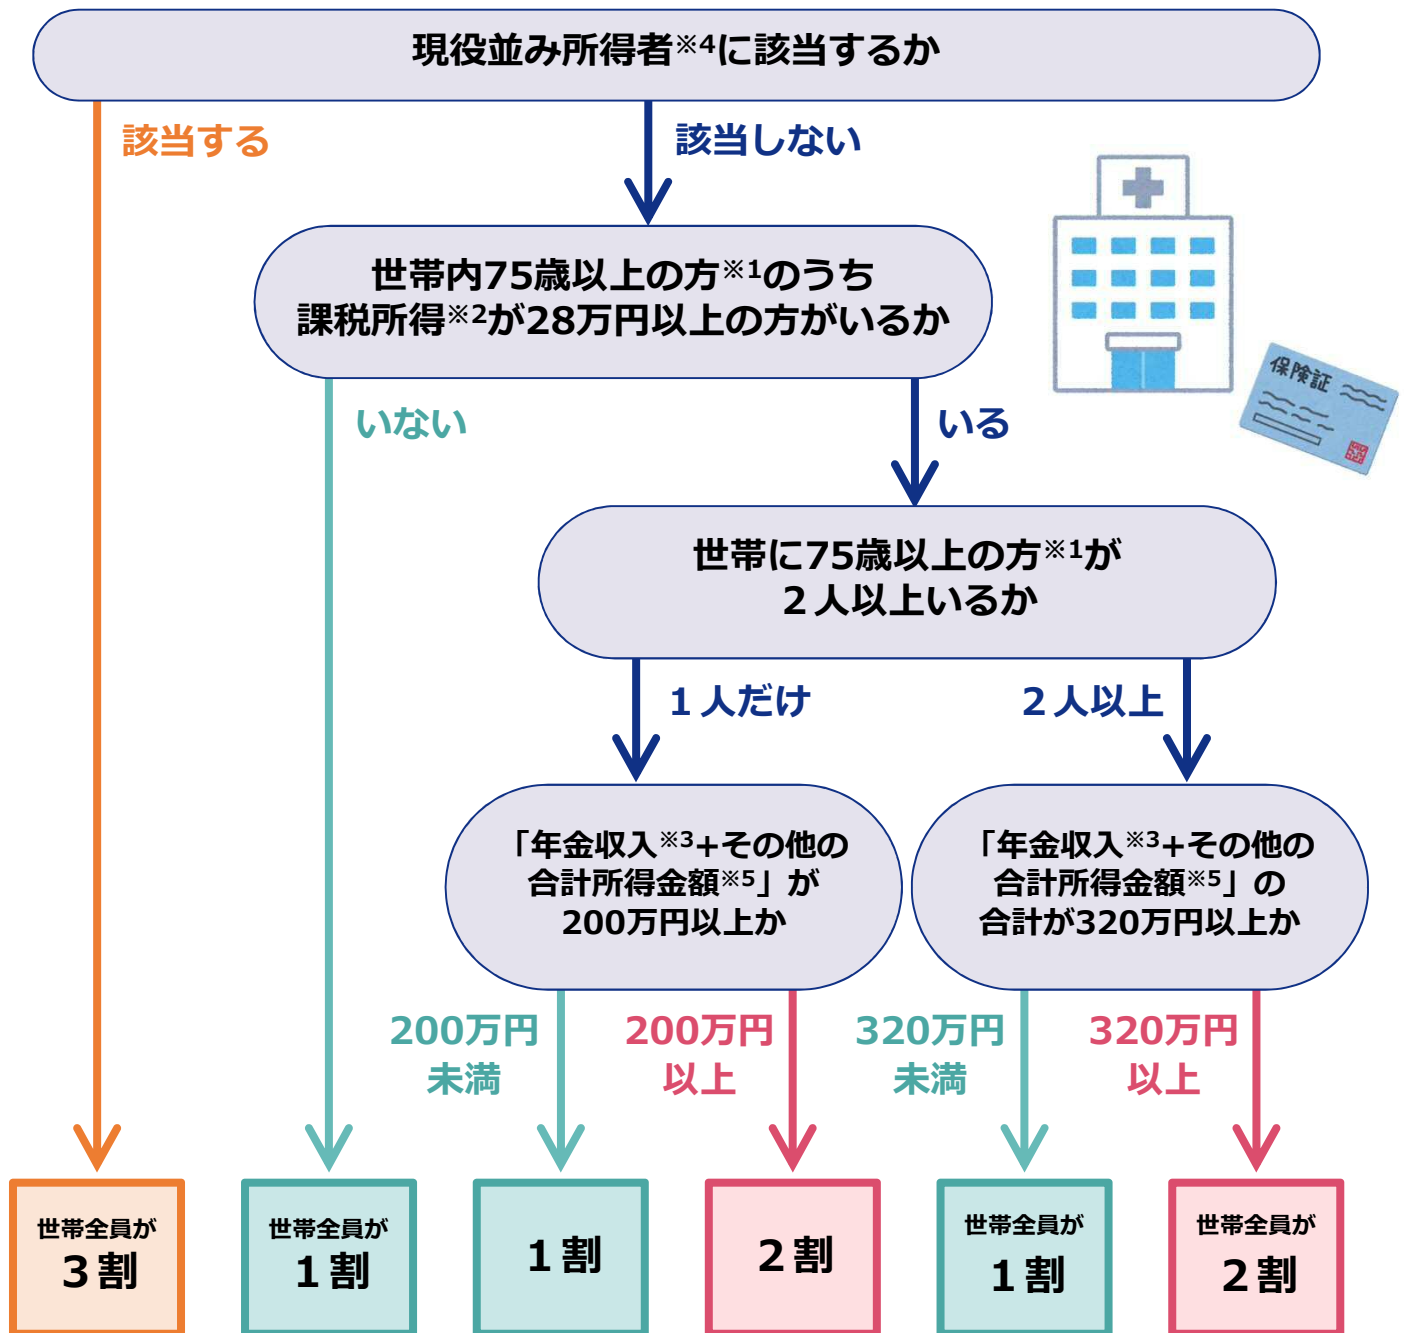 現役並み所得者※4に該当するか
該当する
該当しない
世帯内75歳以上の方※1のうち
課税所得※2が28万円以上の方がいるか
保険証
いない
いる
世帯に75歳以上の方※1が
２人以上いるか
１人だけ
２人以上
「年金収入※3+その他の
合計所得金額※5」が
200万円以上か
「年金収入※3+その他の
合計所得金額※5」の
合計が320万円以上か
200万円
未満
200万円
以上
320万円
未満
320万円
以上
世帯全員が
３割
世帯全員が
１割
１割
２割
世帯全員が
１割
世帯全員が
２割